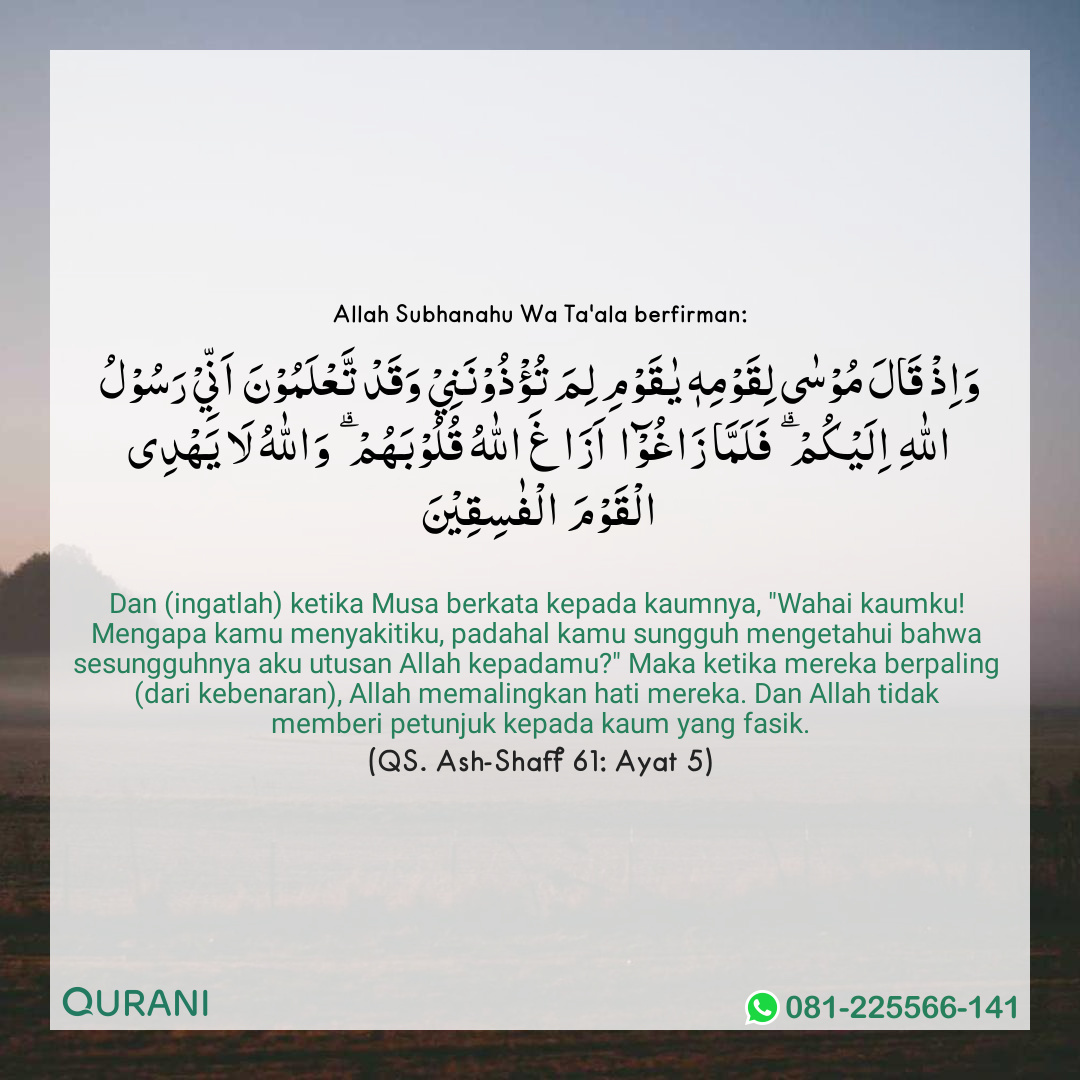 Allah Subhanahu Wa Ta'ala berfirman:
وَاِذْ قَالَ مُوْسٰى لِقَوْمِهٖ يٰقَوْمِ لِمَ تُؤْذُوْنَنِيْ وَقَدْ تَّعْلَمُوْنَ اَنِّيْ رَسُوْلُ
اللّٰهِ اِلَيْكُمْ ۗ فَلَمَّا زَاغُوْۤا اَزَا غَ اللّٰهُ قُلُوْبَهُمْ ۗ وَا للّٰهُ لَا يَهْدِى
الْقَوْمَ الْفٰسِقِيْنَ
Dan (ingatlah) ketika Musa berkata kepada kaumnya, "Wahai kaumku!
Mengapa kamu menyakitiku, padahal kamu sungguh mengetahui bahwa
sesungguhnya aku utusan Allah kepadamu?" Maka ketika mereka berpaling
(dari kebenaran), Allah memalingkan hati mereka. Dan Allah tidak
memberi petunjuk kepada kaum yang fasik.
(QS. Ash-Shaff 61: Ayat 5)
QURANI
081-225566-141